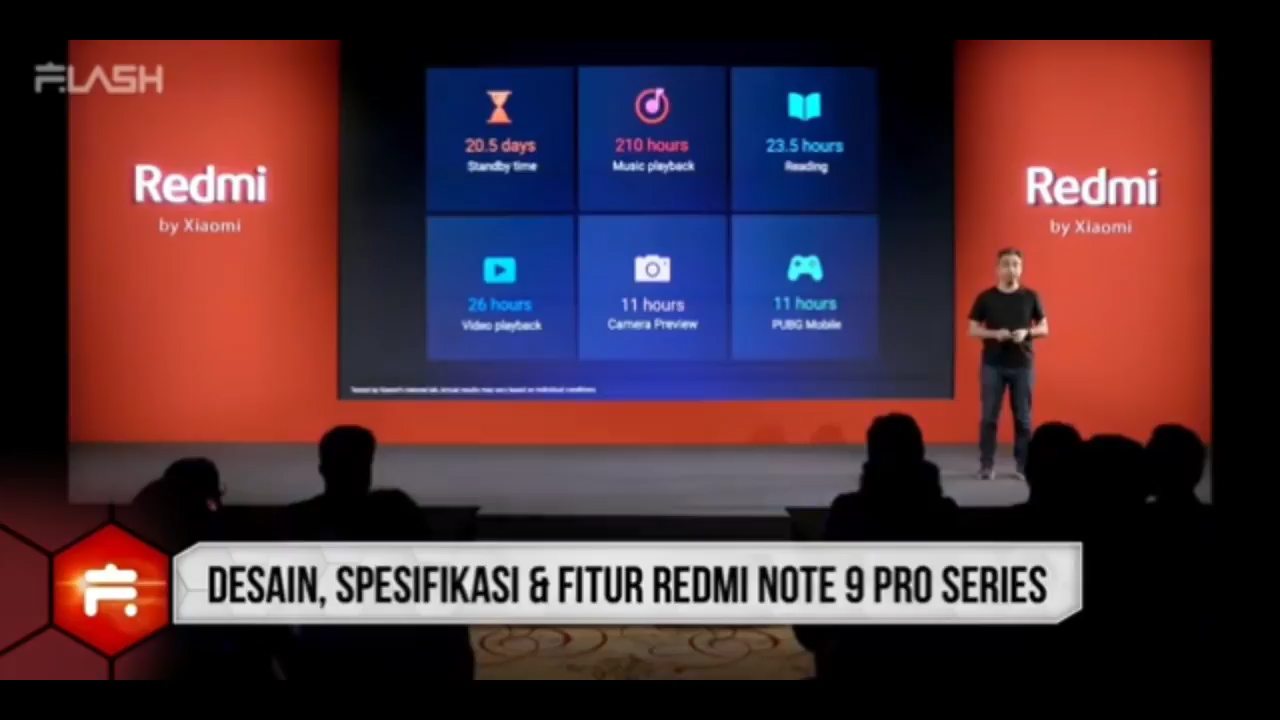 F.LASH
Redmi
by Xiaomi
20.5 days
Standby time
210 hours
Music playback
23.5 hours
Reading
26 hours
Video playback
11 hours
Camera Preview
11 hours
PUBG Mobile
Redmi
by Xiaomi
DESAIN, SPESIFIKASI & FITUR REDMI NOTE 9 PRO SERIES